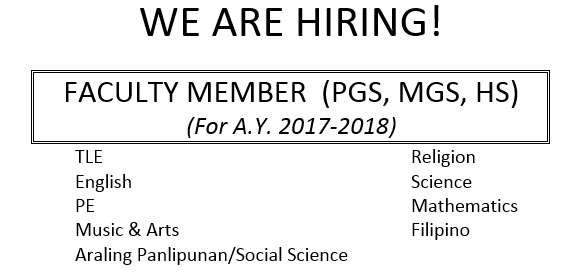 WE ARE HIRING!
FACULTY MEMBER (PGS, MGS, HS)
(For A.Y. 2017-2018)
TLE
English
PE
Music & Arts
Araling Panlipunan/Social Science
Religion
Science
Mathematics
Filipino